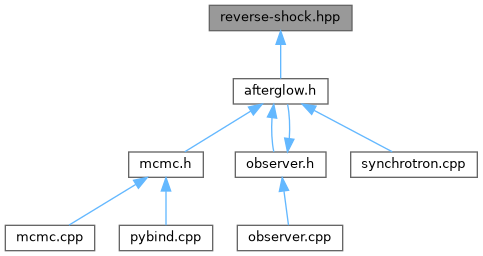 reverse-shock.hpp
afterglow.h
mcmc.h
observer.h
synchrotron.cpp
mcmc.cpp
pybind.cpp
observer.cpp